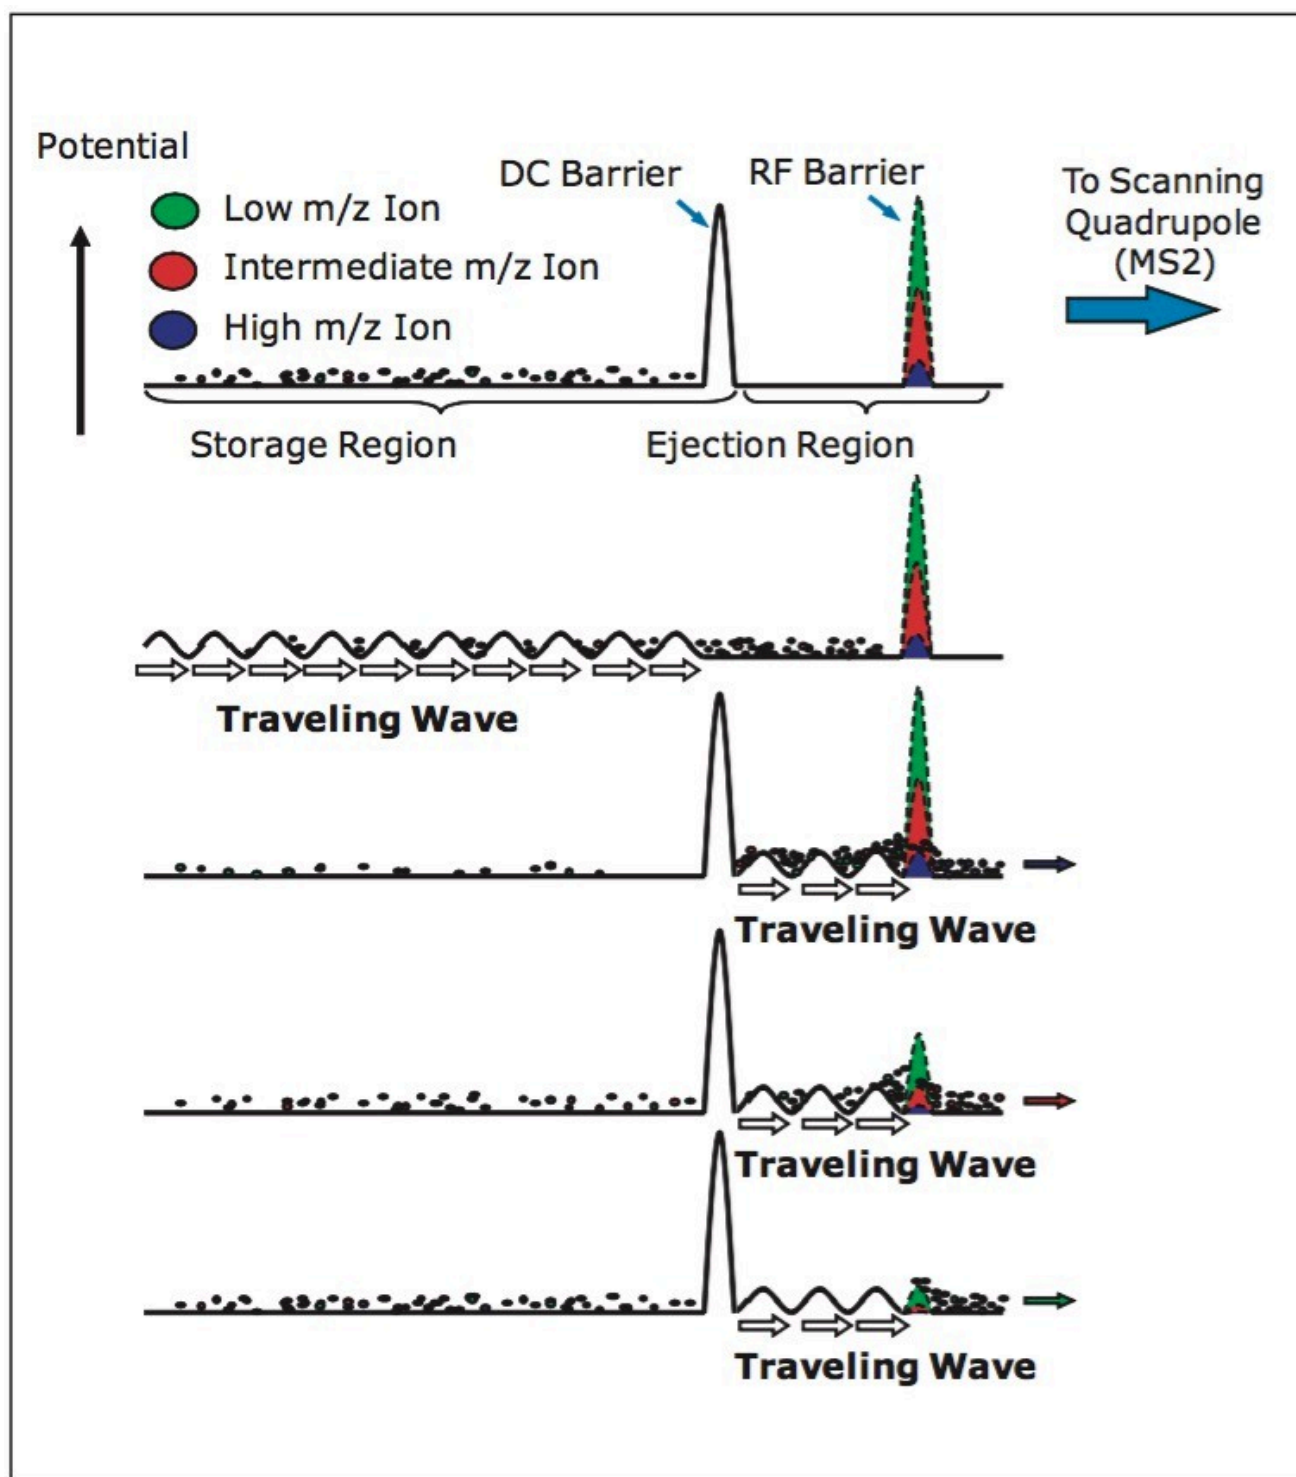 Potential
DC Barrier
RF Barrier
To Scanning
Quadrupole
(MS2)
Low m/z Ion
Intermediate m/z Ion
High m/z Ion
Storage Region
Ejection Region
Traveling Wave
Traveling Wave
Traveling Wave
Traveling Wave